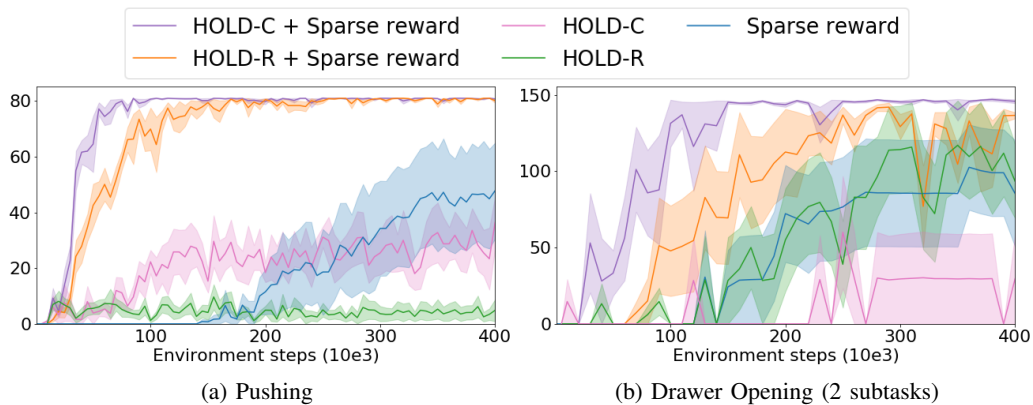 HOLD-C + Sparse reward HOLD-C Sparse reward
HOLD-R + Sparse reward HOLD-R
80
60
40
20
0
100 200 300 400
Environment steps (10e3)
(a) Pushing
150
100
50
0
100 200 300 400
Environment steps (10e3)
(b) Drawer Opening (2 subtasks)